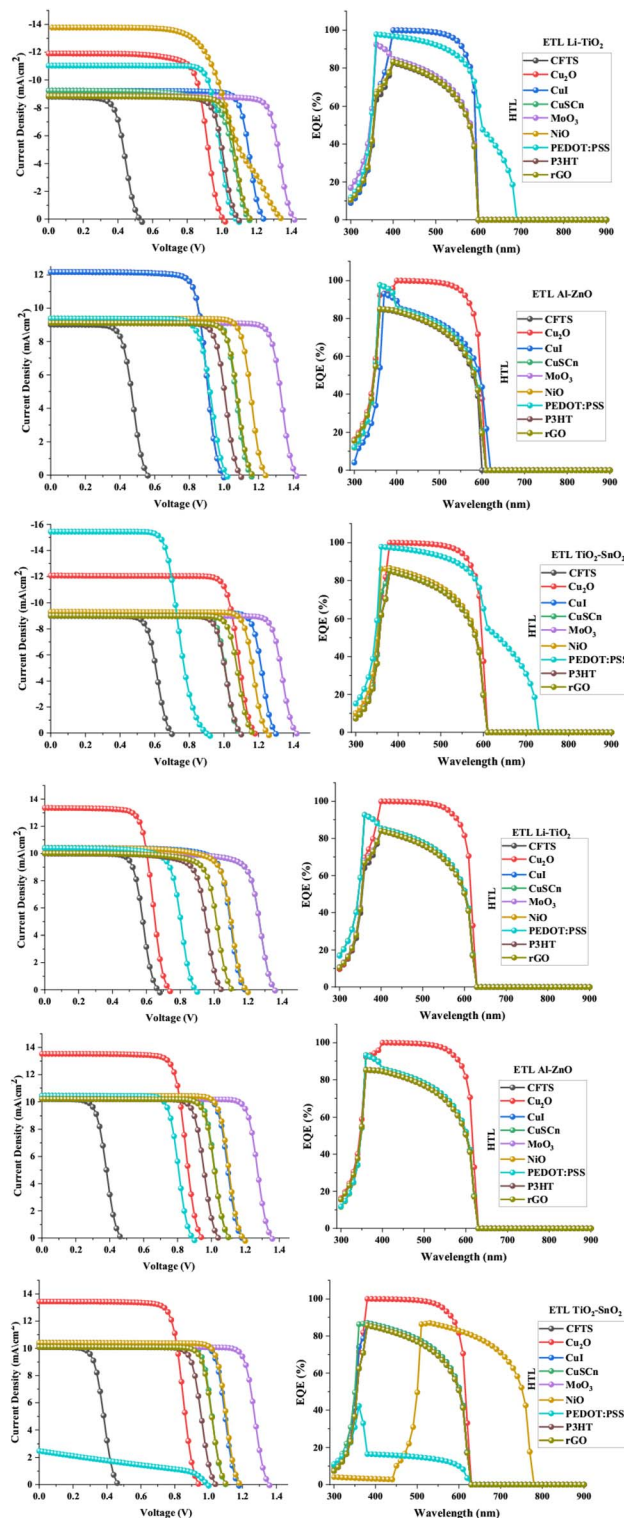 Current Density (mA\cm²)
-14
-12
-10
-8
-6
-4
-2
0
0.0 0.2 0.4 0.6 0.8 1.0 1.2 1.4
Voltage (V)
EQE (%)
100
80
60
40
20
0
300 400 500 600 700 800 900
Wavelength (nm)
ETL Li-TiO₂
HTL
CFTS
Cu₂O
CuI
CuSCn
MoO₃
NiO
PEDOT:PSS
P3HT
rGO
Current Density (mA\cm²)
12
10
8
6
4
2
0
0.0 0.2 0.4 0.6 0.8 1.0 1.2 1.4
Voltage (V)
EQE (%)
100
80
60
40
20
0
300 400 500 600 700 800 900
Wavelength (nm)
ETL Al-ZnO
HTL
CFTS
Cu₂O
CuI
CuSCn
MoO₃
NiO
PEDOT:PSS
P3HT
rGO
Current Density (mA\cm²)
-16
-14
-12
-10
-8
-6
-4
-2
0
0.0 0.2 0.4 0.6 0.8 1.0 1.2 1.4
Voltage (V)
EQE (%)
100
80
60
40
20
0
300 400 500 600 700 800 900
Wavelength (nm)
ETL TiO₂-SnO₂
HTL
CFTS
Cu₂O
CuI
CuSCn
MoO₃
NiO
PEDOT:PSS
P3HT
rGO
Current Density (mA\cm²)
14
12
10
8
6
4
2
0
0.0 0.2 0.4 0.6 0.8 1.0 1.2 1.4 1.6
Voltage (V)
EQE (%)
100
80
60
40
20
0
300 400 500 600 700 800 900
Wavelength (nm)
ETL Li-TiO₂
HTL
CFTS
Cu₂O
CuI
CuSCn
MoO₃
NiO
PEDOT:PSS
P3HT
rGO
Current Density (mA\cm²)
14
12
10
8
6
4
2
0
0.0 0.2 0.4 0.6 0.8 1.0 1.2 1.4
Voltage (V)
EQE (%)
100
80
60
40
20
0
300 400 500 600 700 800 900
Wavelength (nm)
ETL Al-ZnO
HTL
CFTS
Cu₂O
CuI
CuSCn
MoO₃
NiO
PEDOT:PSS
P3HT
rGO
Current Density (mA\cm²)
14
12
10
8
6
4
2
0
0.0 0.2 0.4 0.6 0.8 1.0 1.2 1.4
Voltage (V)
EQE (%)
100
80
60
40
20
0
300 400 500 600 700 800 900
Wavelength (nm)
ETL TiO₂-SnO₂
HTL
CFTS
Cu₂O
CuI
CuSCn
MoO₃
NiO
PEDOT:PSS
P3HT
rGO